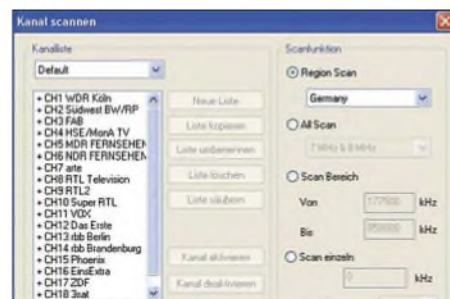 Kanal scannen
Kanalliste
Default
+ CH1 WDR Köln
+ CH2 Südwest BW/RP
+ CH3 FAB
+ CH4 HSE/MonA TV
+ CH5 MDR FERNSEHEN
+ CH6 NDR FERNSEHEN
+ CH7 arte
+ CH8 RTL Television
+ CH9 RTL2
+ CH10 Super RTL
+ CH11 VOX
+ CH12 Das Erste
+ CH13 rbb Berlin
+ CH14 rbb Brandenburg
+ CH15 Phoenix
+ CH16 EinsExtra
+ CH17 ZDF
+ CH18 3sat
Neue Liste
Liste kopieren
Liste umbenennen
Liste löschen
Liste säubern
Kanal aktivieren
Kanal deaktivieren
Scanfunktion
Region Scan
Germany
All Scan
7 MHz & 8 MHz
Scan Bereich
Von 177500 kHz
Bis kHz
Scan einzeln
0 kHz